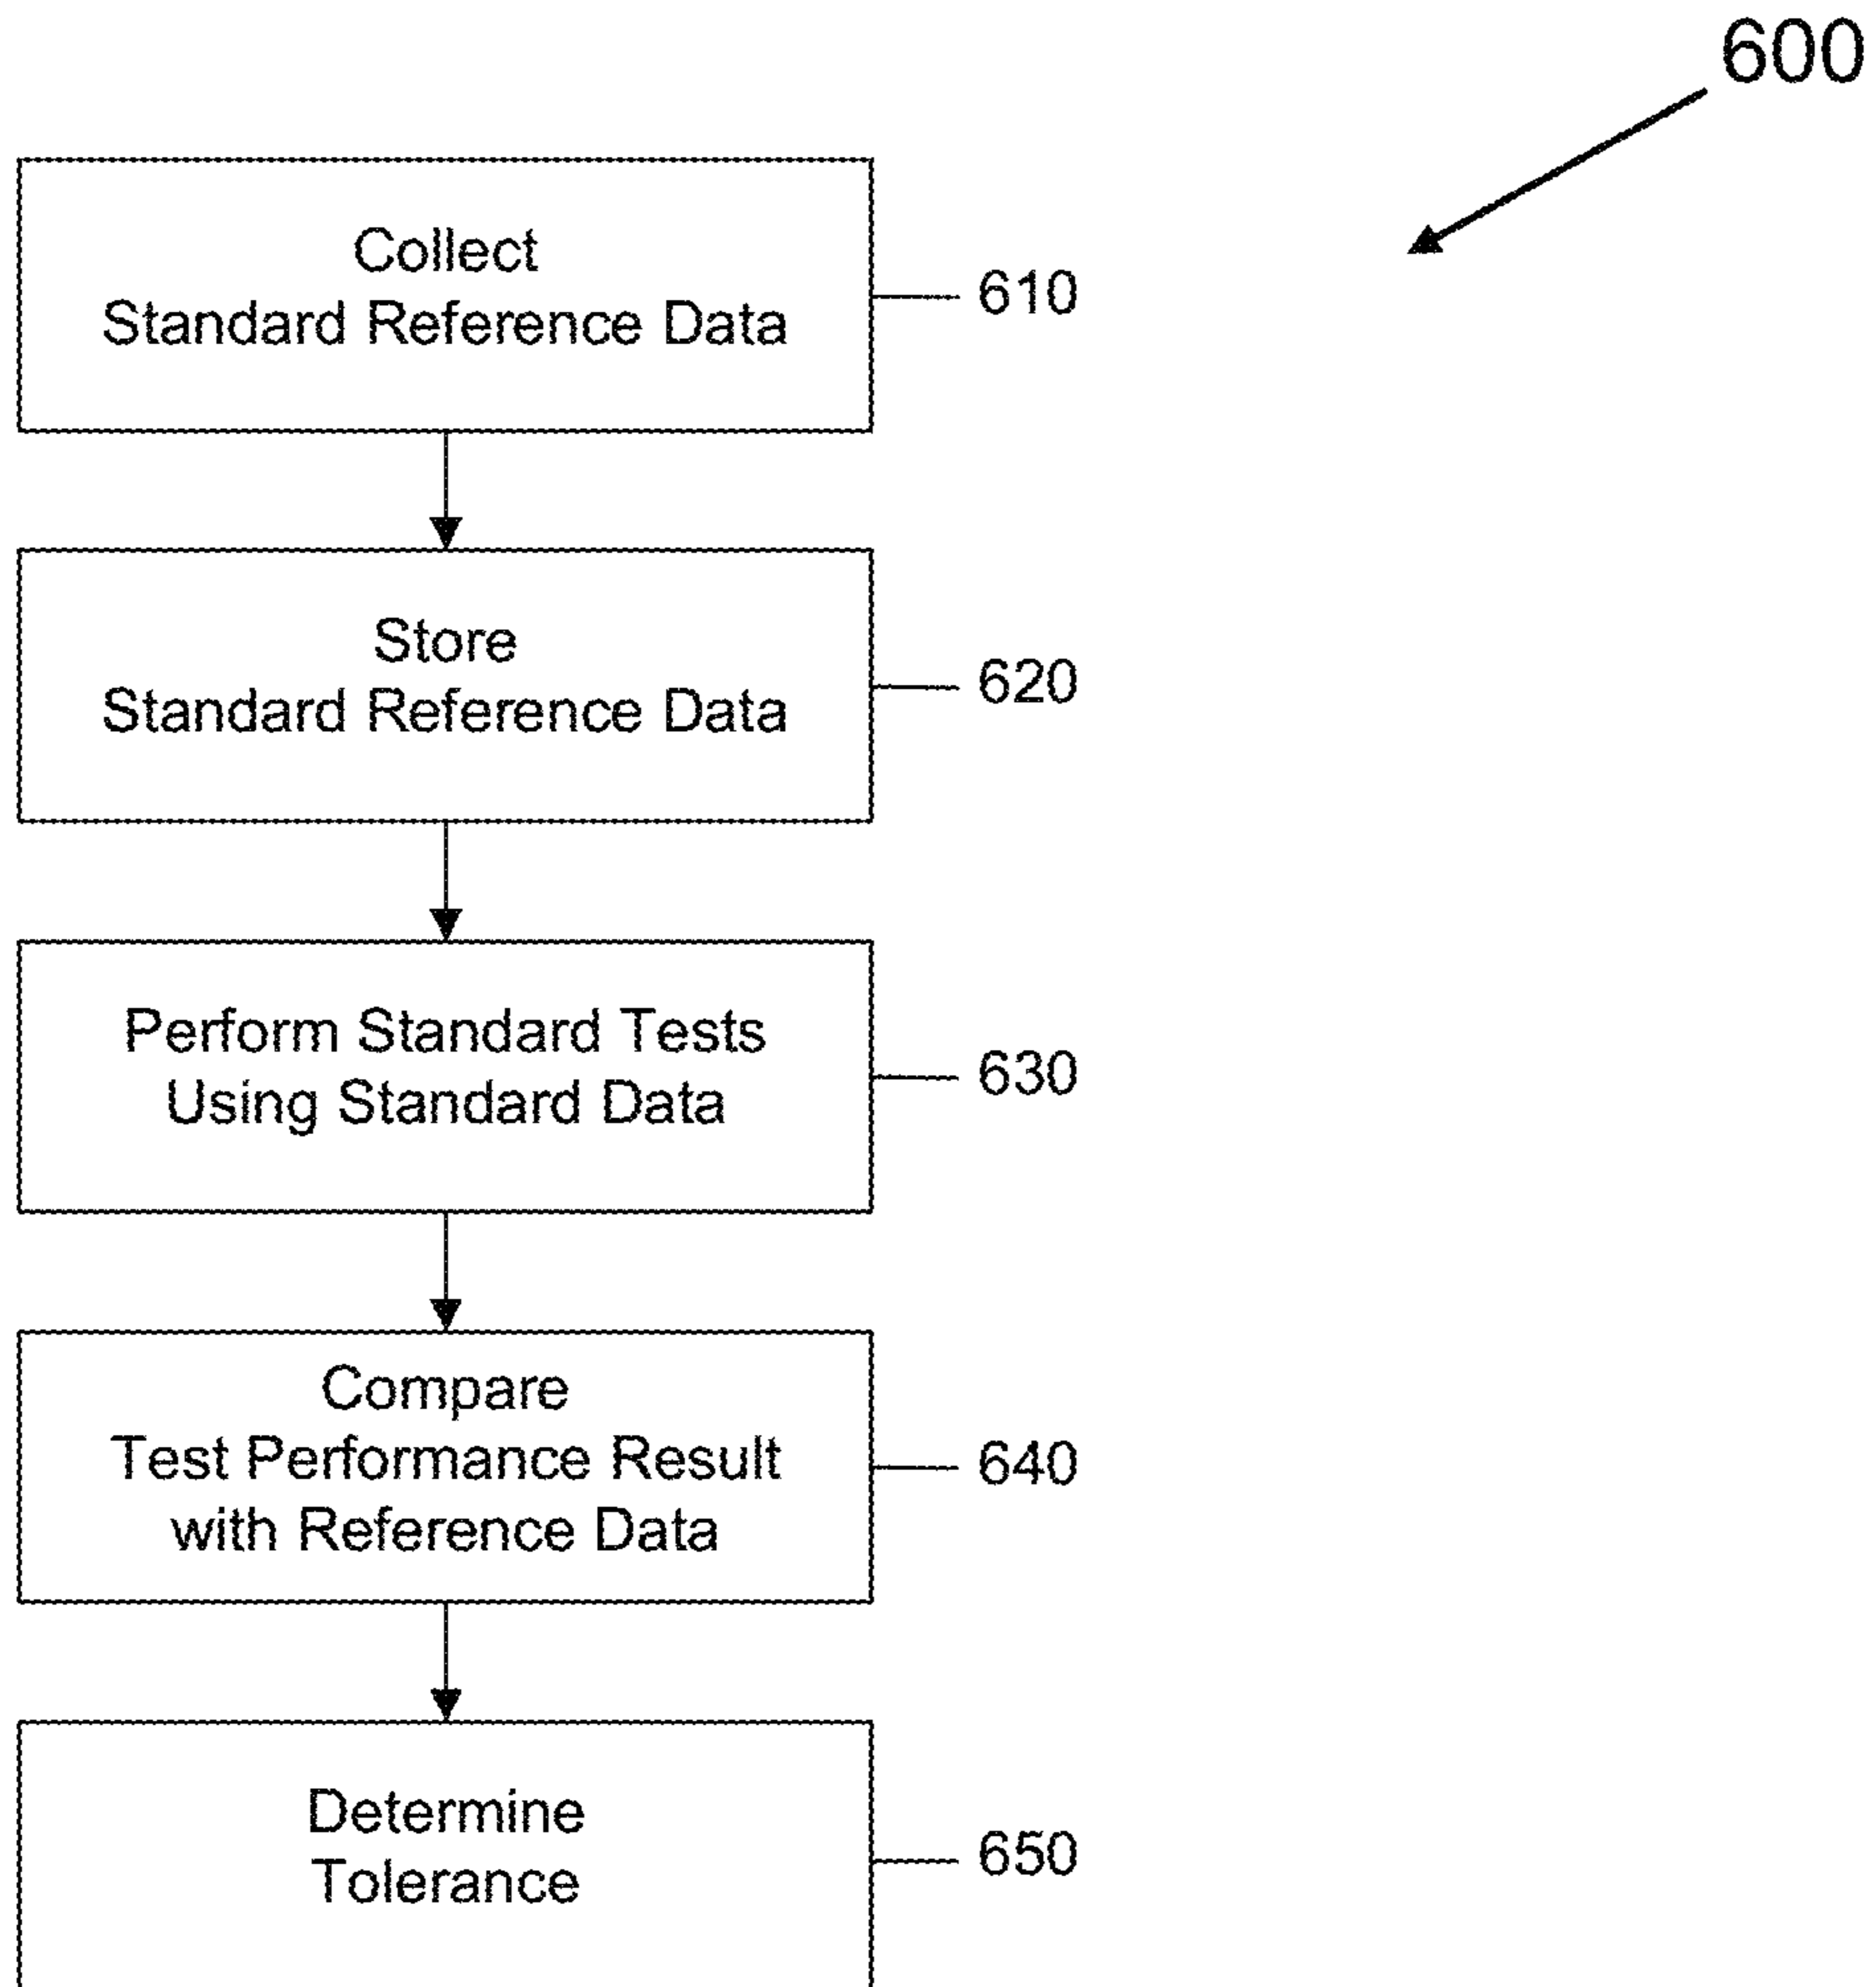 600
Collect
Standard Reference Data
610
Store
Standard Reference Data
620
Perform Standard Tests
Using Standard Data
630
Compare
Test Performance Result
with Reference Data
640
Determine
Tolerance
650